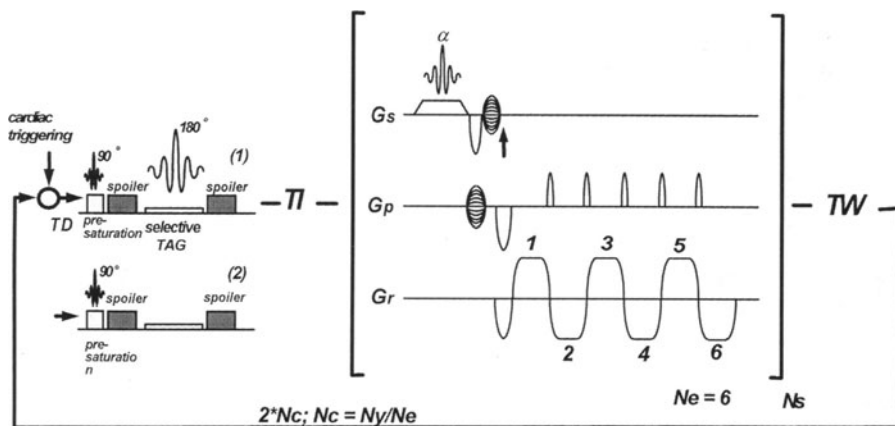 α
cardiac
triggering
180°
90°
(1)
spoiler
spoiler
Gs
TD
pre-
saturation
selective
TAG
TI
Gp
TW
1
3
5
90°
(2)
spoiler
spoiler
Gr
pre-
saturatio
n
2
4
6
2*Nc; Nc = Ny/Ne
Ne = 6
Ns